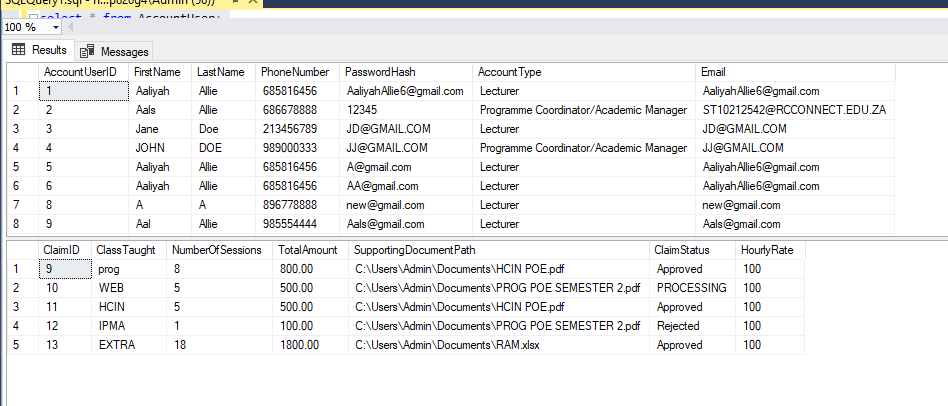 SQLQuery1.sql - n...p8z0g4\Admin (50))
select * from AccountUser;
100 %
Results Messages
AccountUserID FirstName LastName PhoneNumber PasswordHash AccountType Email
1 1 Aaliyah Allie 685816456 AaliyahAllie6@gmail.com Lecturer AaliyahAllie6@gmail.com
2 2 Aals Allie 686678888 12345 Programme Coordinator/Academic Manager ST10212542@RCCONNECT.EDU.ZA
3 3 Jane Doe 213456789 JD@GMAIL.COM Lecturer JD@GMAIL.COM
4 4 JOHN DOE 989000333 JJ@GMAIL.COM Programme Coordinator/Academic Manager JJ@GMAIL.COM
5 5 Aaliyah Allie 685816456 A@gmail.com Lecturer AaliyahAllie6@gmail.com
6 6 Aaliyah Allie 685816456 AA@gmail.com Lecturer AaliyahAllie6@gmail.com
7 8 A A 896778888 new@gmail.com Lecturer new@gmail.com
8 9 Aal Allie 985554444 Aals@gmail.com Lecturer Aals@gmail.com
ClaimID ClassTaught NumberOfSessions TotalAmount SupportingDocumentPath ClaimStatus HourlyRate
1 9 prog 8 800.00 C:\Users\Admin\Documents\HCIN POE.pdf Approved 100
2 10 WEB 5 500.00 C:\Users\Admin\Documents\PROG POE SEMESTER 2.pdf PROCESSING 100
3 11 HCIN 5 500.00 C:\Users\Admin\Documents\HCIN POE.pdf Approved 100
4 12 IPMA 1 100.00 C:\Users\Admin\Documents\PROG POE SEMESTER 2.pdf Rejected 100
5 13 EXTRA 18 1800.00 C:\Users\Admin\Documents\RAM.xlsx Approved 100